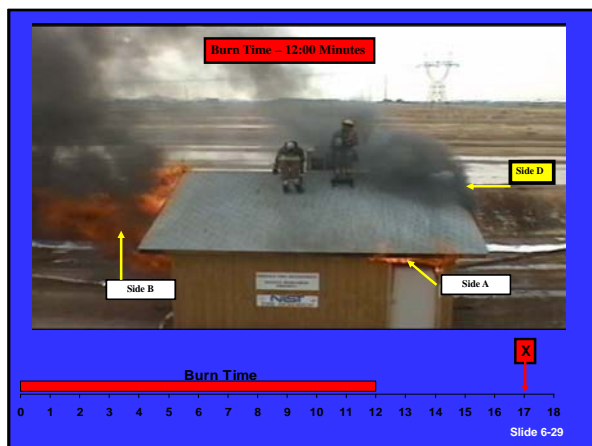 Burn Time – 12:00 Minutes
Side D
Side B
Side A
NIST
X
Burn Time
0 1 2 3 4 5 6 7 8 9 10 11 12 13 14 15 16 17 18
Slide 6-29